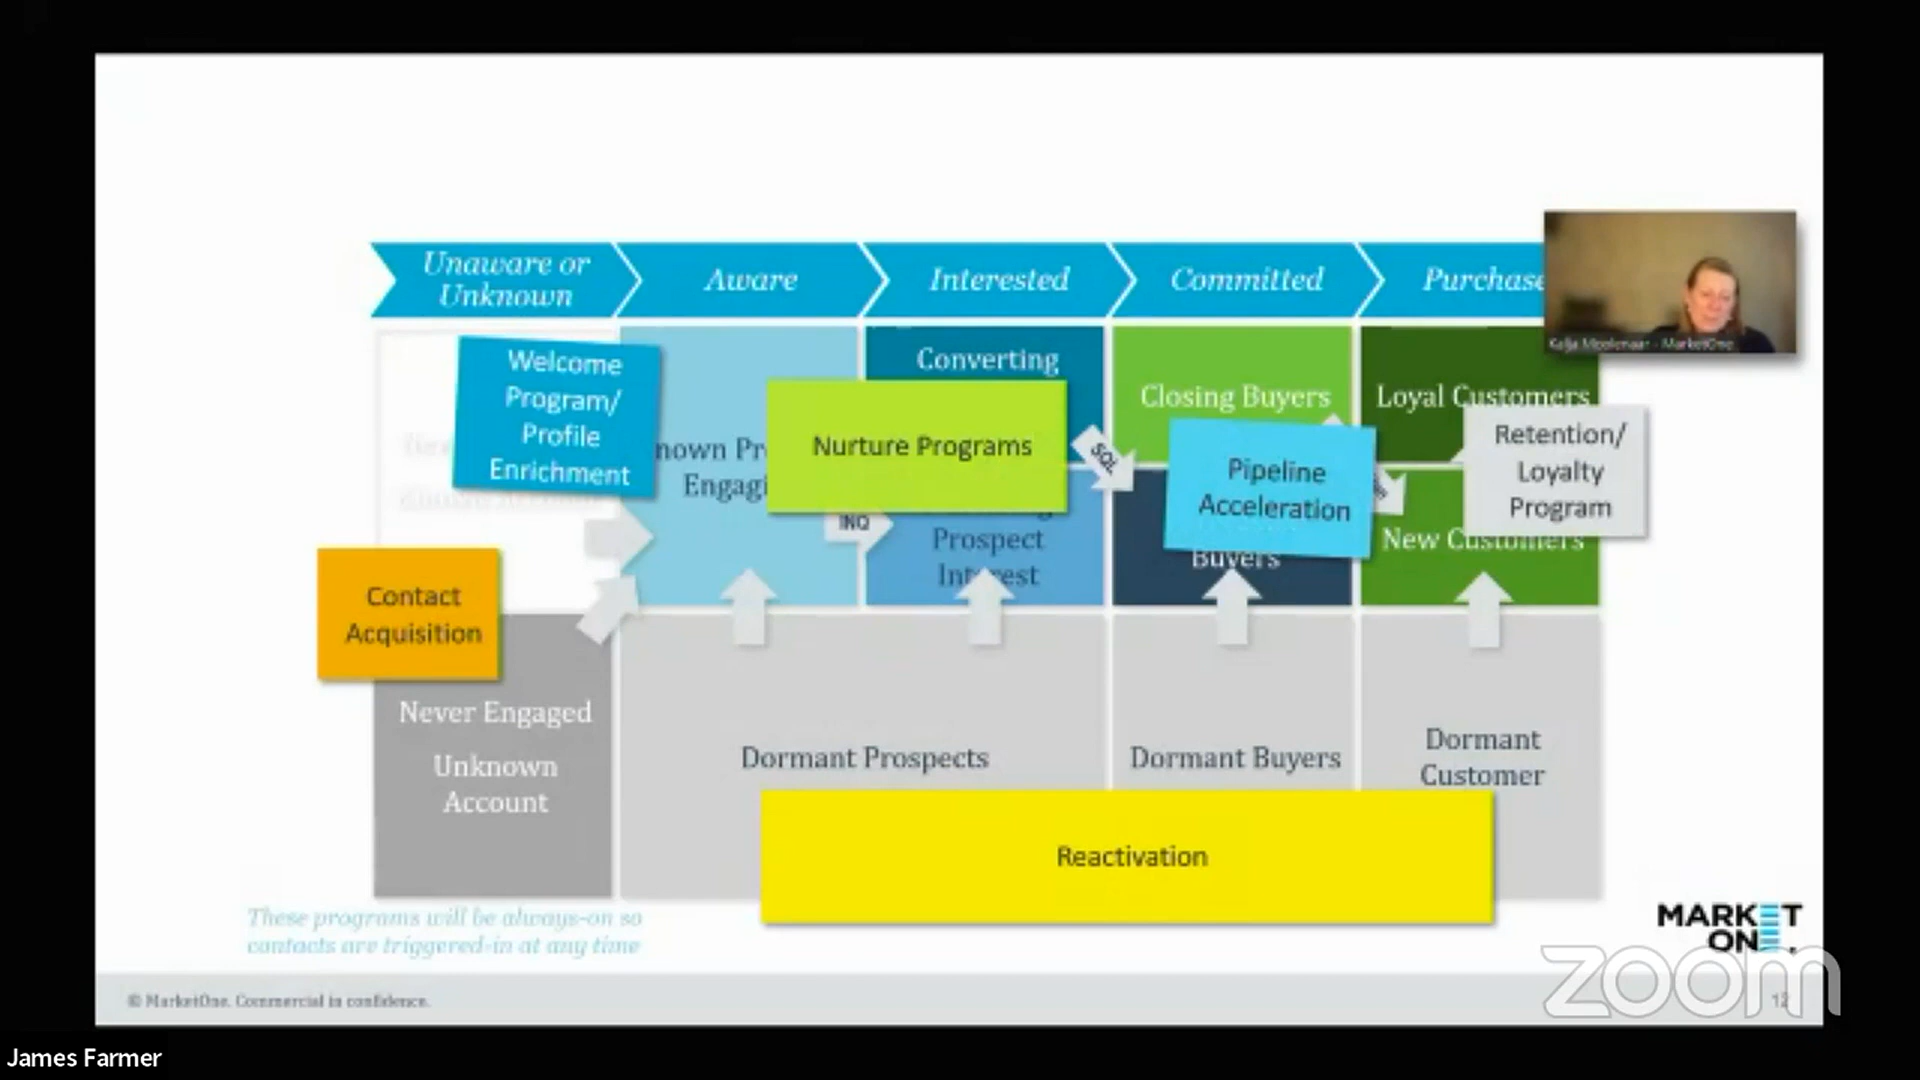 Unaware or
Unknown
Aware
Interested
Committed
Purchase
Welcome
Program/
Profile
Enrichment
Converting
Closing Buyers
Loyal Customers
Nurture Programs
Engagi
SQL
Pipeline
Acceleration
Retention/
Loyalty
Program
INQ
Prospect
Interest
Buyers
New Customers
Contact
Acquisition
Never Engaged
Unknown
Account
Dormant Prospects
Dormant Buyers
Dormant
Customer
Reactivation
These programs will be always-on so
contacts are triggered-in at any time
MARKET
ONE.
zoom
© MarketOne. Commercial in confidence.
12
James Farmer